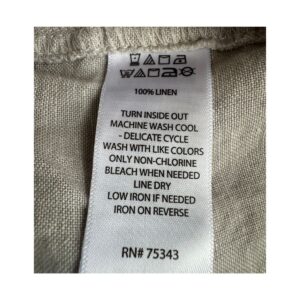 100% LINEN
TURN INSIDE OUT
MACHINE WASH COOL
- DELICATE CYCLE
WASH WITH LIKE COLORS
ONLY NON-CHLORINE
BLEACH WHEN NEEDED
LINE DRY
LOW IRON IF NEEDED
IRON ON REVERSE
RN# 75343